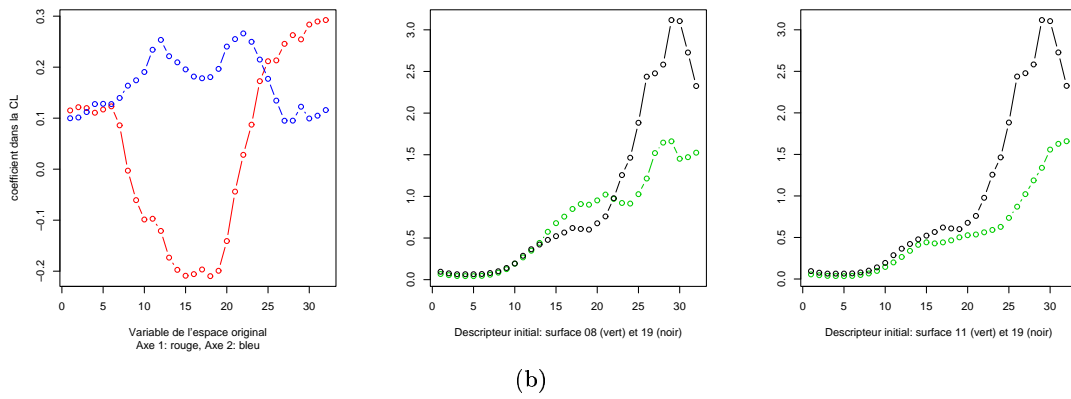 coefficient dans la CL
0.3
0.2
0.1
0.0
-0.1
-0.2
0 5 10 15 20 25 30
Variable de l'espace original
Axe 1: rouge, Axe 2: bleu
3.0
2.5
2.0
1.5
1.0
0.5
0.0
0 5 10 15 20 25 30
Descripteur initial: surface 08 (vert) et 19 (noir)
3.0
2.5
2.0
1.5
1.0
0.5
0.0
0 5 10 15 20 25 30
Descripteur initial: surface 11 (vert) et 19 (noir)
(b)